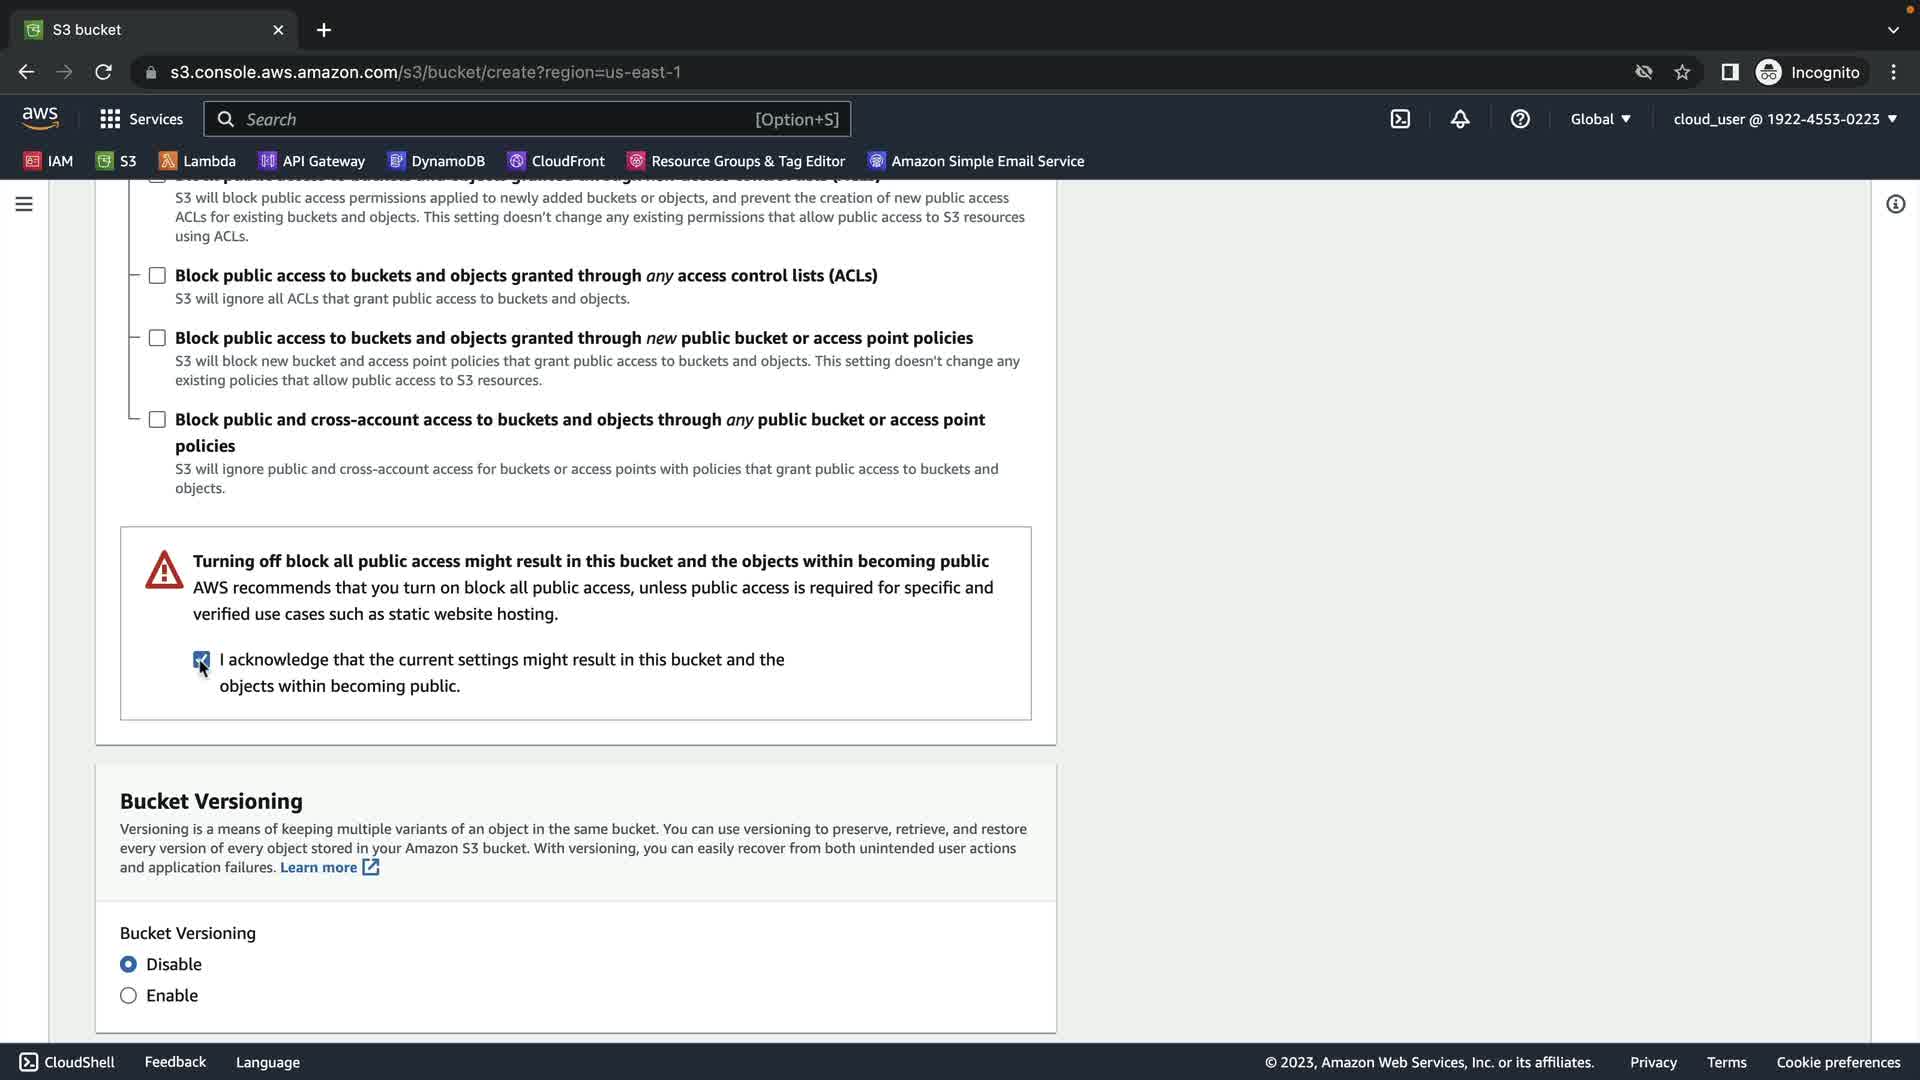 S3 bucket
s3.console.aws.amazon.com/s3/bucket/create?region=us-east-1
Incognito
aws
Services
Search
[Option+S]
Global
cloud_user @ 1922-4553-0223
IAM
S3
Lambda
API Gateway
DynamoDB
CloudFront
Resource Groups & Tag Editor
Amazon Simple Email Service
S3 will block public access permissions applied to newly added buckets or objects, and prevent the creation of new public access
ACLs for existing buckets and objects. This setting doesn't change any existing permissions that allow public access to S3 resources
using ACLs.
Block public access to buckets and objects granted through any access control lists (ACLs)
S3 will ignore all ACLs that grant public access to buckets and objects.
Block public access to buckets and objects granted through new public bucket or access point policies
S3 will block new bucket and access point policies that grant public access to buckets and objects. This setting doesn't change any
existing policies that allow public access to S3 resources.
Block public and cross-account access to buckets and objects through any public bucket or access point
policies
S3 will ignore public and cross-account access for buckets or access points with policies that grant public access to buckets and
objects.
Turning off block all public access might result in this bucket and the objects within becoming public
AWS recommends that you turn on block all public access, unless public access is required for specific and
verified use cases such as static website hosting.
I acknowledge that the current settings might result in this bucket and the
objects within becoming public.
Bucket Versioning
Versioning is a means of keeping multiple variants of an object in the same bucket. You can use versioning to preserve, retrieve, and restore
every version of every object stored in your Amazon S3 bucket. With versioning, you can easily recover from both unintended user actions
and application failures. Learn more
Bucket Versioning
Disable
Enable
CloudShell
Feedback
Language
© 2023, Amazon Web Services, Inc. or its affiliates.
Privacy
Terms
Cookie preferences